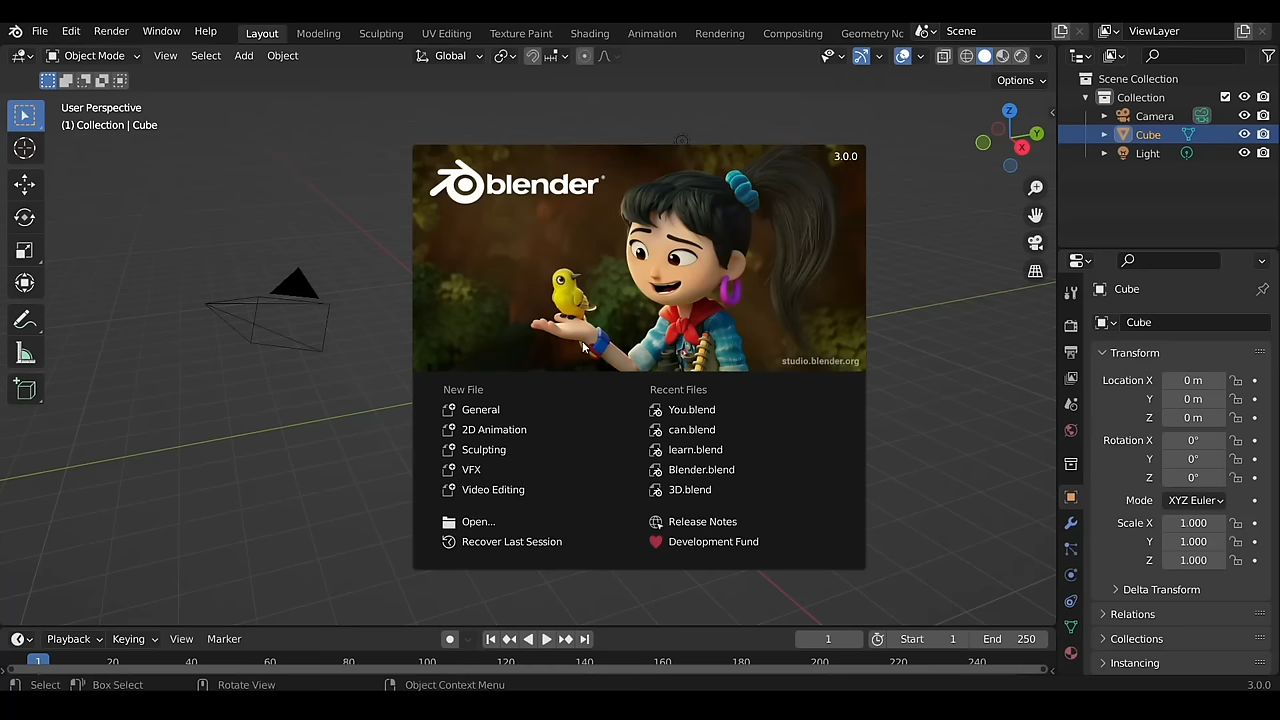 File Edit Render Window Help Layout Modeling Sculpting UV Editing Texture Paint Shading Animation Rendering Compositing Geometry Nc Scene ViewLayer
Object Mode View Select Add Object Global
Options
User Perspective
(1) Collection | Cube
Z
Y
X
Scene Collection
Collection
Camera
Cube
Light
blender
3.0.0
studio.blender.org
New File
General
2D Animation
Sculpting
VFX
Video Editing
Open...
Recover Last Session
Recent Files
You.blend
can.blend
learn.blend
Blender.blend
3D.blend
Release Notes
Development Fund
Cube
Cube
Transform
Location X 0 m
Y 0 m
Z 0 m
Rotation X 0°
Y 0°
Z 0°
Mode XYZ Euler
Scale X 1.000
Y 1.000
Z 1.000
Delta Transform
Relations
Collections
Instancing
Playback Keying View Marker 1 Start 1 End 250
1 20 40 60 80 100 120 140 160 180 200 220 240
Select Box Select Rotate View Object Context Menu 3.0.0